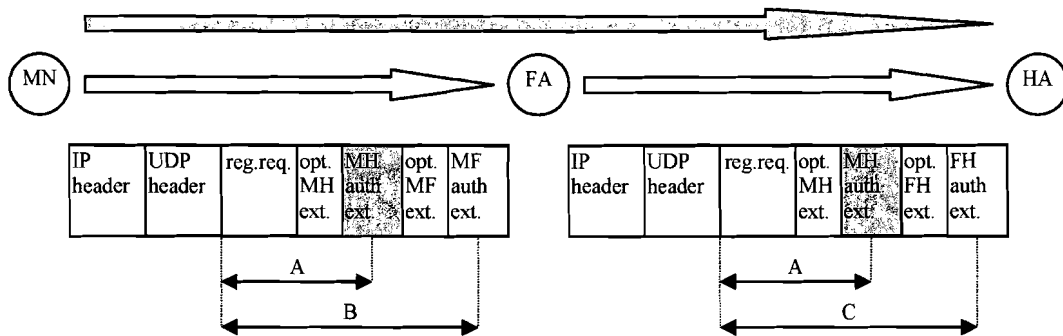 MN
FA
HA
IP header
UDP header
reg.req.
opt. MH ext.
MH auth ext.
opt. MF ext.
MF auth ext.
IP header
UDP header
reg.req.
opt. MH ext.
MH auth ext.
opt. FH ext.
FH auth ext.
A
B
A
C